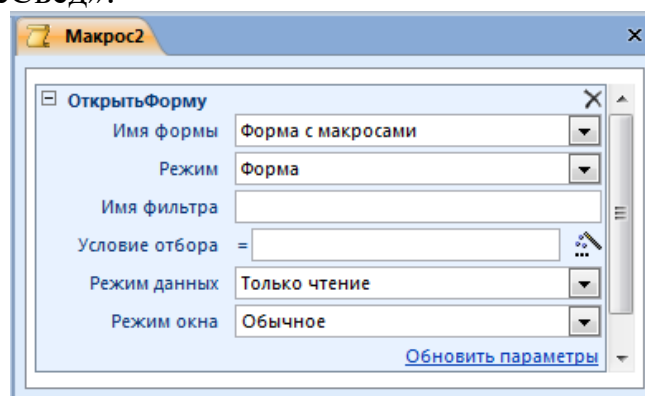 Макрос2
ОткрытьФорму
Имя формы Форма с макросами
Режим Форма
Имя фильтра
Условие отбора =
Режим данных Только чтение
Режим окна Обычное
Обновить параметры